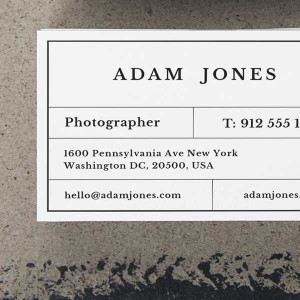 ADAM JONES
Photographer
T: 912 555 1
1600 Pennsylvania Ave New York
Washington DC, 20500, USA
hello@adamjones.com
adamjones.